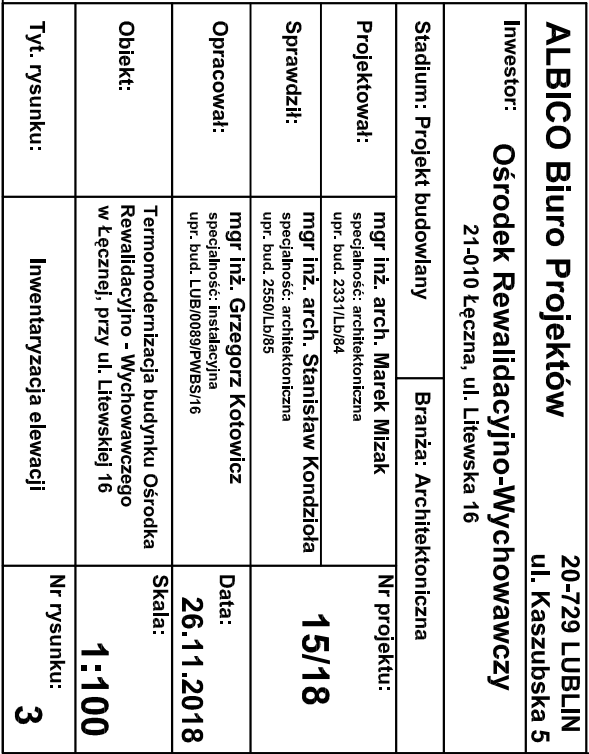 ALBICO Biuro Projektów
20-729 LUBLIN
ul. Kaszubska 5
Inwestor: Ośrodek Rewalidacyjno-Wychowawczy
21-010 Łęczna, ul. Litewska 16
Stadium: Projekt budowlany
Branża: Architektoniczna
Projektował:
mgr inż. arch. Marek Mizak
specjalność: architektoniczna
upr. bud. 2331/Lb/84
Nr projektu:
15/18
Sprawdził:
mgr inż. arch. Stanisław Kondzioła
specjalność: architektoniczna
upr. bud. 2550/Lb/85
Opracował:
mgr inż. Grzegorz Kotowicz
specjalność: instalacyjna
upr. bud. LUB/0089/PWBS/16
Data:
26.11.2018
Obiekt:
Termomodernizacja budynku Ośrodka
Rewalidacyjno - Wychowawczego
w Łęcznej, przy ul. Litewskiej 16
Skala:
1:100
Tyt. rysunku:
Inwentaryzacja elewacji
Nr rysunku:
3